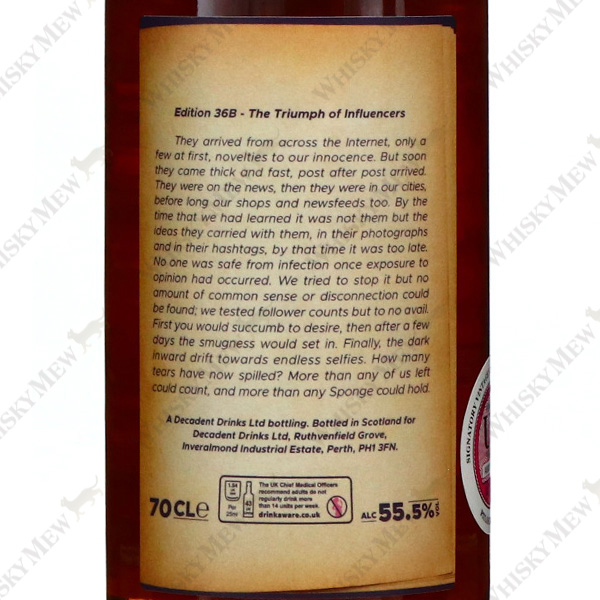 Edition 36B - The Triumph of Influencers
They arrived from across the Internet, only a
few at first, novelties to our innocence. But soon
they came thick and fast, post after post arrived.
They were on the news, then they were in our cities,
before long our shops and newsfeeds too. By the
time that we had learned it was not them but the
ideas they carried with them, in their photographs
and in their hashtags, by that time it was too late.
No one was safe from infection once exposure to
opinion had occurred. We tried to stop it but no
amount of common sense or disconnection could
be found; we tested follower counts but to no avail.
First you would succumb to desire, then after a few
days the smugness would set in. Finally, the dark
inward drift towards endless selfies. How many
tears have now spilled? More than any of us left
could count, and more than any Sponge could hold.
A Decadent Drinks Ltd bottling. Bottled in Scotland for
Decadent Drinks Ltd, Ruthvenfield Grove,
Inveralmond Industrial Estate, Perth, PH1 3FN.
70CLe
1.04
Per
25ml
43
The UK Chief Medical Officers
recommend adults do not
regularly drink more
than 14 units per week.
drinkaware.co.uk
ALC 55.5% VOL
SIGNATORY VINT
WHISKYMEW